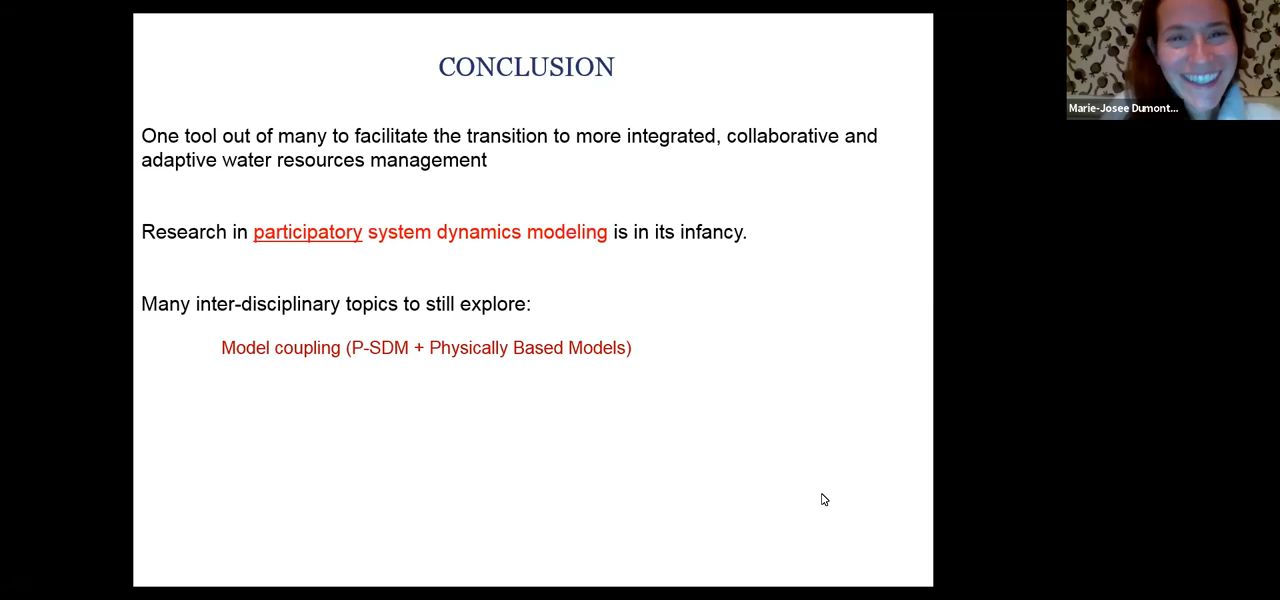 CONCLUSION
Marie-Josee Dumont...
One tool out of many to facilitate the transition to more integrated, collaborative and
adaptive water resources management
Research in participatory system dynamics modeling is in its infancy.
Many inter-disciplinary topics to still explore:
Model coupling (P-SDM + Physically Based Models)